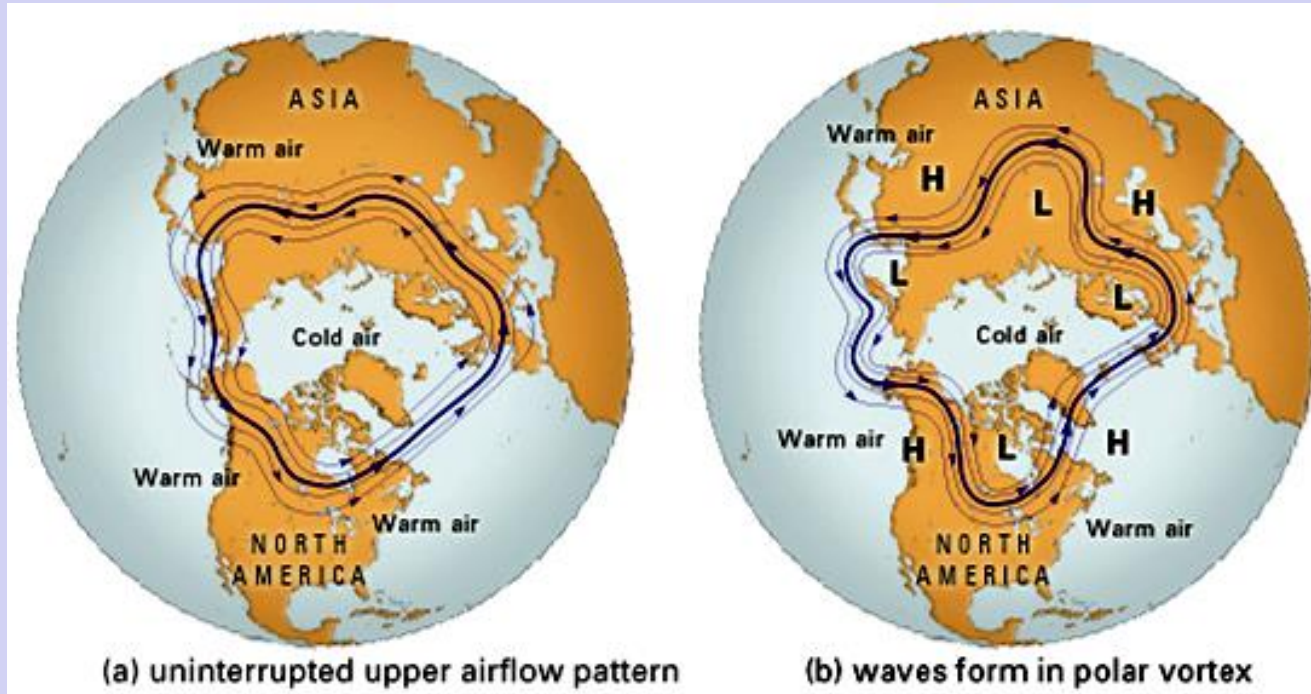 ASIA
Warm air
Cold air
Warm air
Warm air
NORTH
AMERICA
(a) uninterrupted upper airflow pattern
ASIA
Warm air
H
L
H
L
L
Cold air
Warm air
H
L
H
Warm air
NORTH
AMERICA
(b) waves form in polar vortex